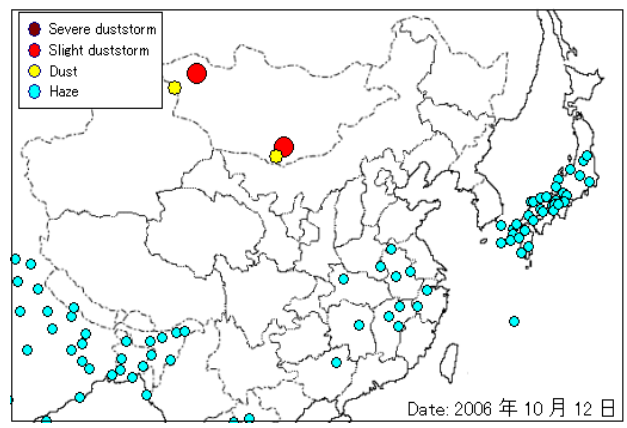 Severe duststorm
Slight duststorm
Dust
Haze
Date: 2006 年 10 月 12 日